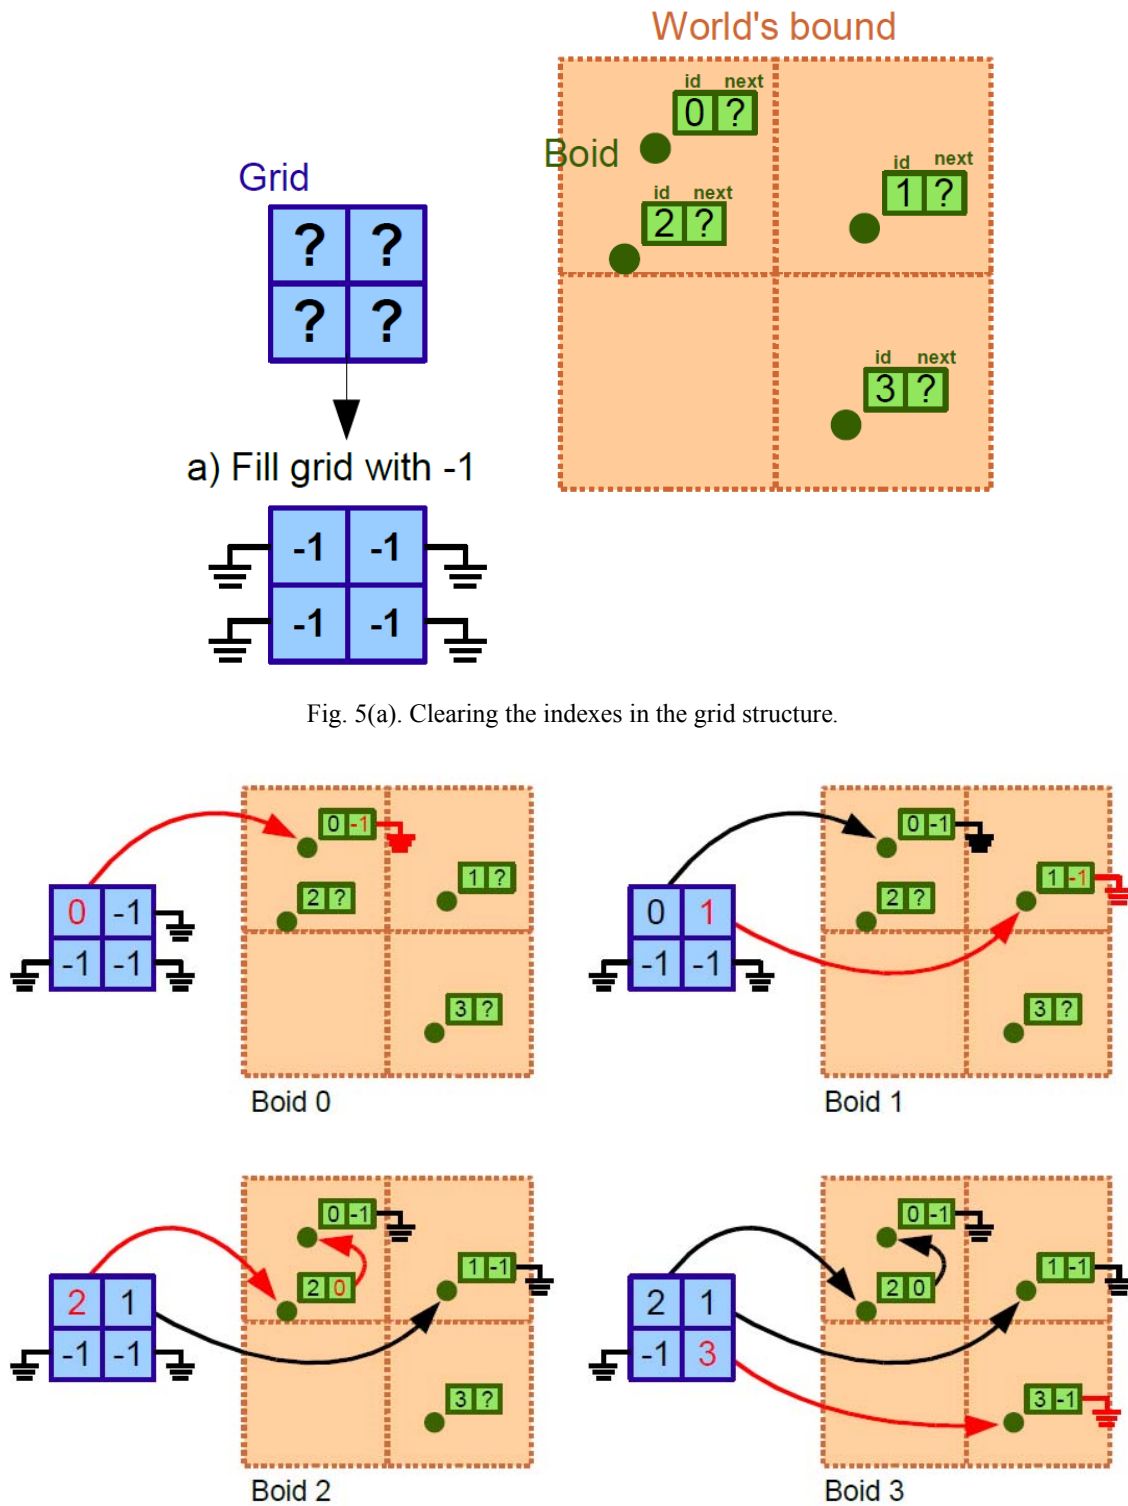 World's bound
id next
0 ?
Boid
id next
1 ?
Grid
id next
2 ?
? ?
? ?
id next
3 ?
a) Fill grid with -1
-1 -1
-1 -1
Fig. 5(a). Clearing the indexes in the grid structure.
0 -1
1 ?
2 ?
0 -1
-1 -1
3 ?
Boid 0
0 -1
1 -1
2 ?
0 1
-1 -1
3 ?
Boid 1
0 -1
1 -1
2 0
2 1
-1 -1
3 ?
Boid 2
0 -1
1 -1
2 0
2 1
-1 3
3 -1
Boid 3